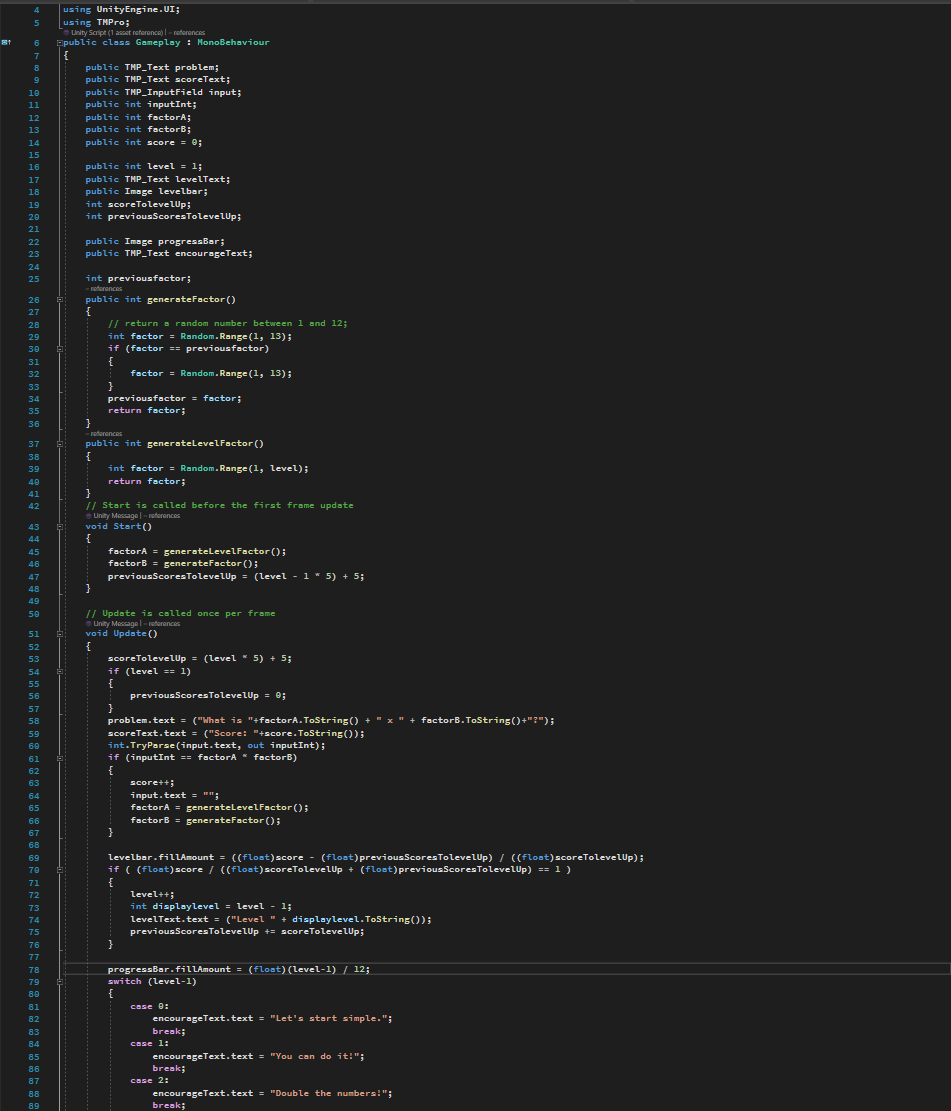 4 using UnityEngine.UI;
5 using TMPro;
Unity Script (1 asset reference) | - references
6 public class Gameplay : MonoBehaviour
7 {
8 public TMP_Text problem;
9 public TMP_Text scoreText;
10 public TMP_InputField input;
11 public int inputInt;
12 public int factorA;
13 public int factorB;
14 public int score = 0;
15
16 public int level = 1;
17 public TMP_Text levelText;
18 public Image levelbar;
19 int scoreTolevelUp;
20 int previousScoresTolevelUp;
21
22 public Image progressBar;
23 public TMP_Text encourageText;
24
25 int previousfactor;
- references
26 public int generateFactor()
27 {
28 // return a random number between 1 and 12;
29 int factor = Random.Range(1, 13);
30 if (factor == previousfactor)
31 {
32 factor = Random.Range(1, 13);
33 }
34 previousfactor = factor;
35 return factor;
36 }
- references
37 public int generateLevelFactor()
38 {
39 int factor = Random.Range(1, level);
40 return factor;
41 }
42 // Start is called before the first frame update
Unity Message | - references
43 void Start()
44 {
45 factorA = generateLevelFactor();
46 factorB = generateFactor();
47 previousScoresTolevelUp = (level - 1 * 5) + 5;
48 }
49
50 // Update is called once per frame
Unity Message | - references
51 void Update()
52 {
53 scoreTolevelUp = (level * 5) + 5;
54 if (level == 1)
55 {
56 previousScoresTolevelUp = 0;
57 }
58 problem.text = ("What is "+factorA.ToString() + " x " + factorB.ToString()+"?");
59 scoreText.text = ("Score: "+score.ToString());
60 int.TryParse(input.text, out inputInt);
61 if (inputInt == factorA * factorB)
62 {
63 score++;
64 input.text = "";
65 factorA = generateLevelFactor();
66 factorB = generateFactor();
67 }
68
69 levelbar.fillAmount = ((float)score - (float)previousScoresTolevelUp) / ((float)scoreTolevelUp);
70 if ( (float)score / ((float)scoreTolevelUp + (float)previousScoresTolevelUp) == 1 )
71 {
72 level++;
73 int displaylevel = level - 1;
74 levelText.text = ("Level " + displaylevel.ToString());
75 previousScoresTolevelUp += scoreTolevelUp;
76 }
77
78 progressBar.fillAmount = (float)(level-1) / 12;
79 switch (level-1)
80 {
81 case 0:
82 encourageText.text = "Let's start simple.";
83 break;
84 case 1:
85 encourageText.text = "You can do it!";
86 break;
87 case 2:
88 encourageText.text = "Double the numbers!";
89 break;